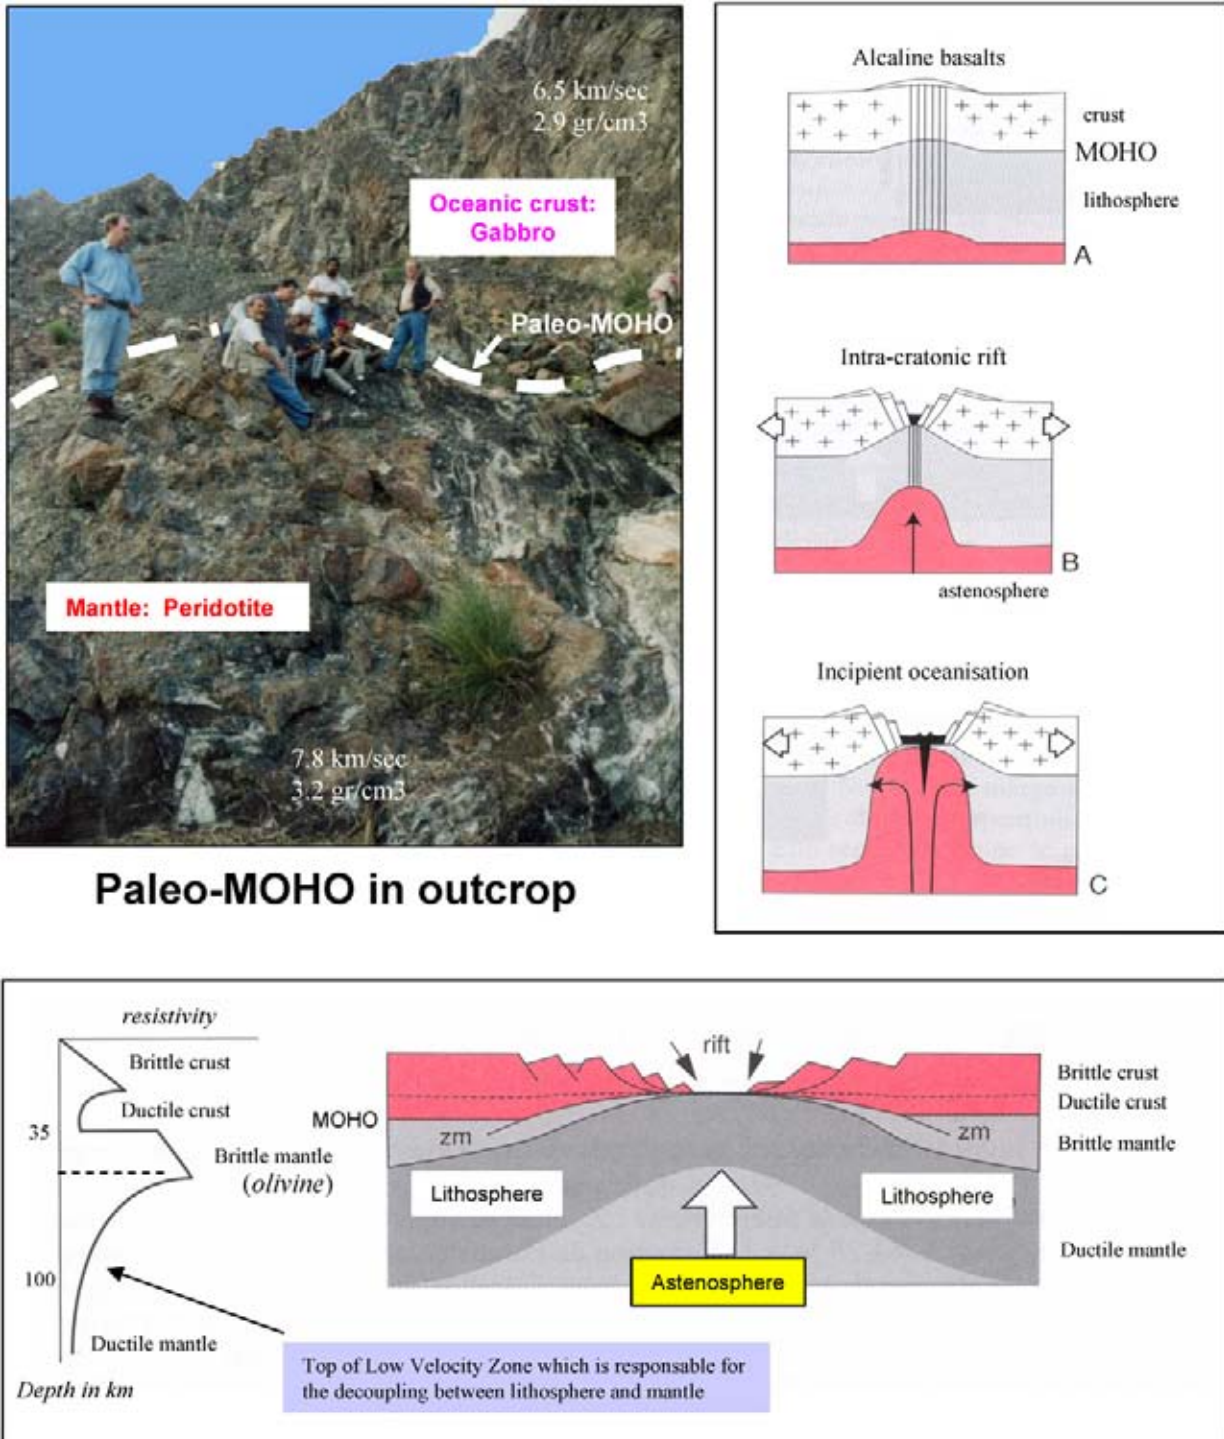 6.5 km/sec
2.9 gr/cm3
Oceanic crust:
Gabbro
Paleo-MOHO
Mantle: Peridotite
7.8 km/sec
3.2 gr/cm3
Paleo-MOHO in outcrop
Alcaline basalts
crust
MOHO
lithosphere
A
Intra-cratonic rift
B
astenosphere
Incipient oceanisation
C
resistivity
Brittle crust
Ductile crust
35
Brittle mantle
(olivine)
100
Ductile mantle
Depth in km
Top of Low Velocity Zone which is responsable for
the decoupling between lithosphere and mantle
rift
MOHO
zm
zm
Lithosphere
Lithosphere
Astenosphere
Brittle crust
Ductile crust
Brittle mantle
Ductile mantle